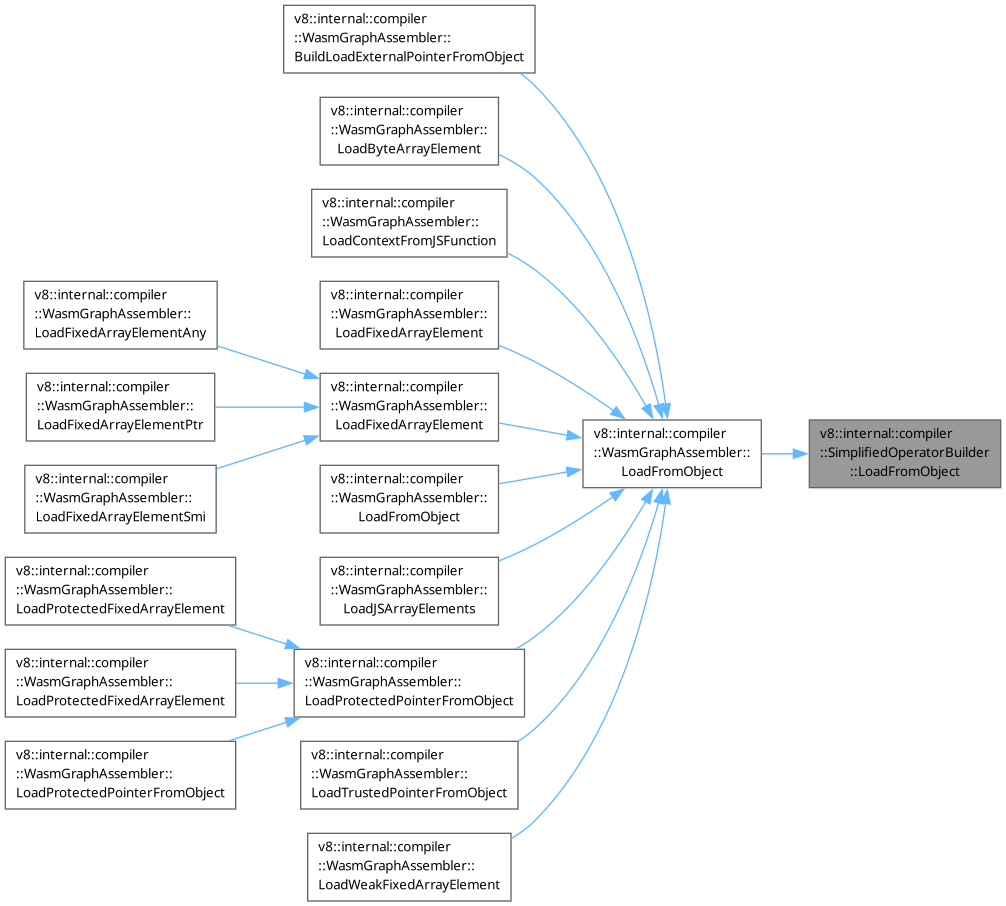 v8::internal::compiler
::WasmGraphAssembler::
BuildLoadExternalPointerFromObject
v8::internal::compiler
::WasmGraphAssembler::
LoadByteArrayElement
v8::internal::compiler
::WasmGraphAssembler::
LoadContextFromJSFunction
v8::internal::compiler
::WasmGraphAssembler::
LoadFixedArrayElementAny
v8::internal::compiler
::WasmGraphAssembler::
LoadFixedArrayElement
v8::internal::compiler
::WasmGraphAssembler::
LoadFixedArrayElementPtr
v8::internal::compiler
::WasmGraphAssembler::
LoadFixedArrayElement
v8::internal::compiler
::WasmGraphAssembler::
LoadFromObject
v8::internal::compiler
::SimplifiedOperatorBuilder
::LoadFromObject
v8::internal::compiler
::WasmGraphAssembler::
LoadFixedArrayElementSmi
v8::internal::compiler
::WasmGraphAssembler::
LoadFromObject
v8::internal::compiler
::WasmGraphAssembler::
LoadProtectedFixedArrayElement
v8::internal::compiler
::WasmGraphAssembler::
LoadJSArrayElements
v8::internal::compiler
::WasmGraphAssembler::
LoadProtectedFixedArrayElement
v8::internal::compiler
::WasmGraphAssembler::
LoadProtectedPointerFromObject
v8::internal::compiler
::WasmGraphAssembler::
LoadProtectedPointerFromObject
v8::internal::compiler
::WasmGraphAssembler::
LoadTrustedPointerFromObject
v8::internal::compiler
::WasmGraphAssembler::
LoadWeakFixedArrayElement